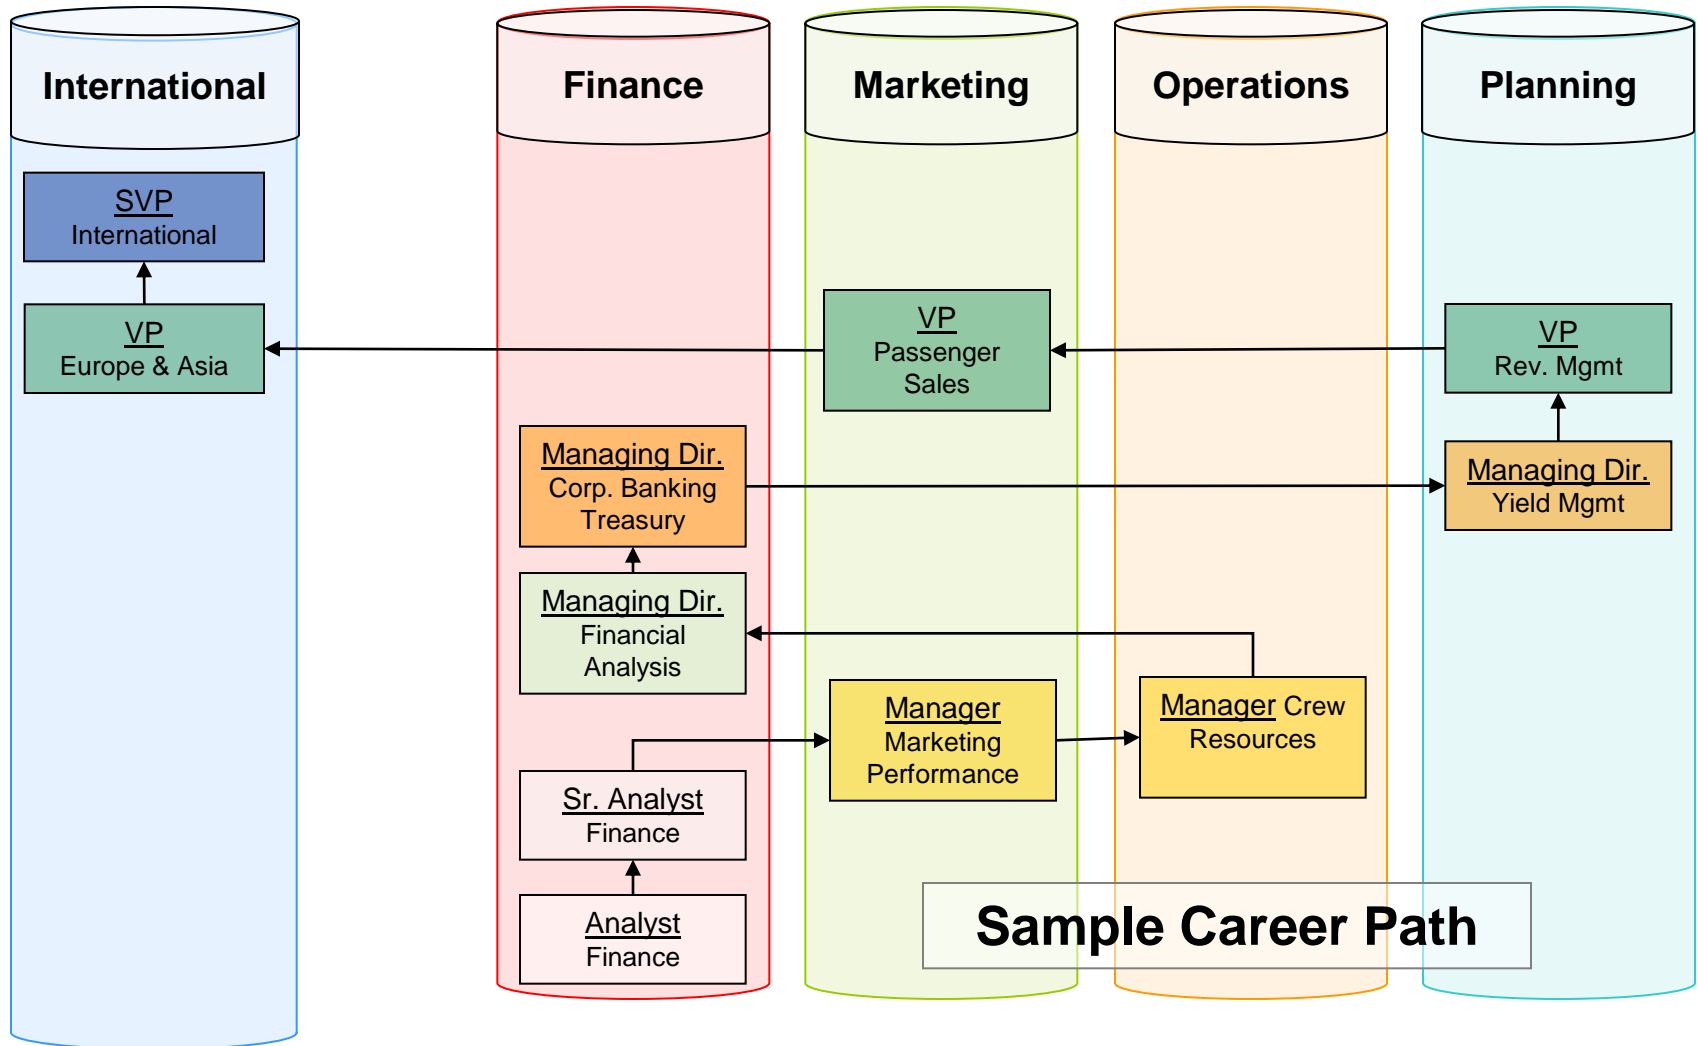 International
Finance
Marketing
Operations
Planning
SVP
International
VP
Europe & Asia
VP
Passenger
Sales
VP
Rev. Mgmt
Managing Dir.
Corp. Banking
Treasury
Managing Dir.
Yield Mgmt
Managing Dir.
Financial
Analysis
Manager
Marketing
Performance
Manager Crew
Resources
Sr. Analyst
Finance
Analyst
Finance
Sample Career Path